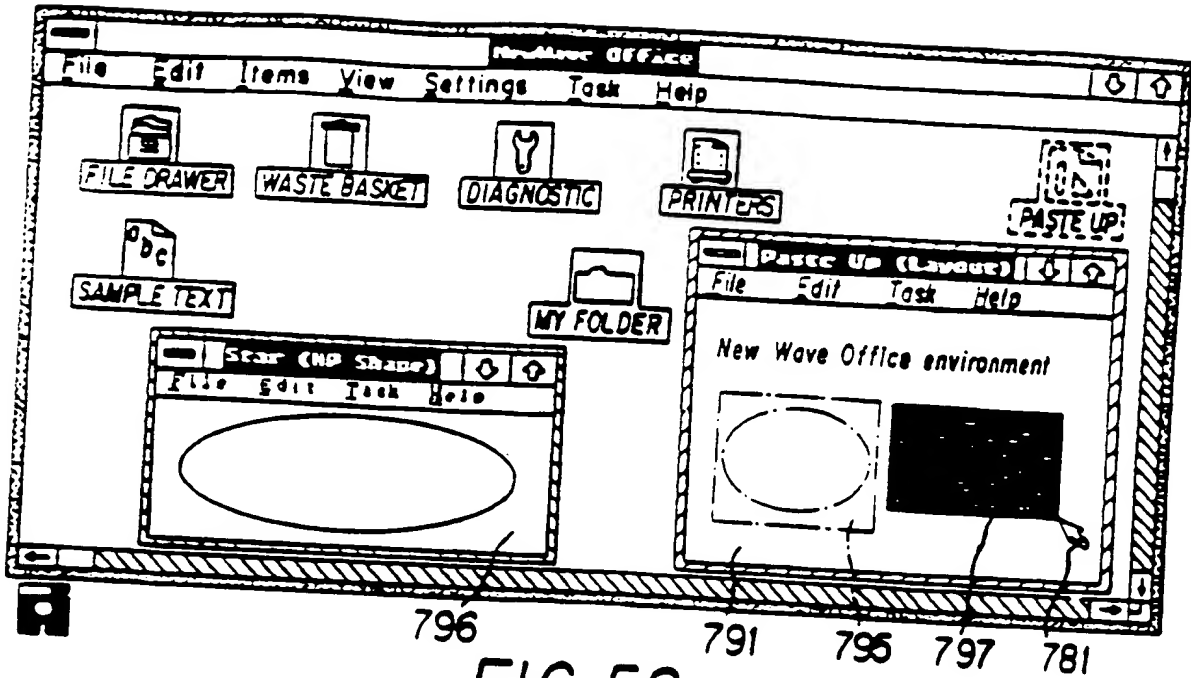 NewWave Office
File Edit Items View Settings Task Help
FILE DRAWER
WASTE BASKET
DIAGNOSTIC
PRINTERS
PASTE UP
abc
SAMPLE TEXT
MY FOLDER
Paste Up (Layout)
File Edit Task Help
New Wave Office environment
Star (HP Shape)
File Edit Task Help
796
791
795
797
781